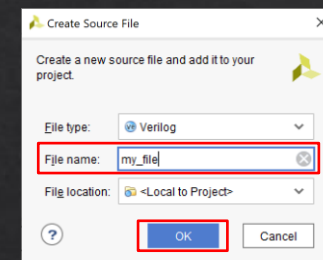 Create Source File
Create a new source file and add it to your
project.
File type: Verilog
File name: my_file
File location: <Local to Project>
? OK Cancel